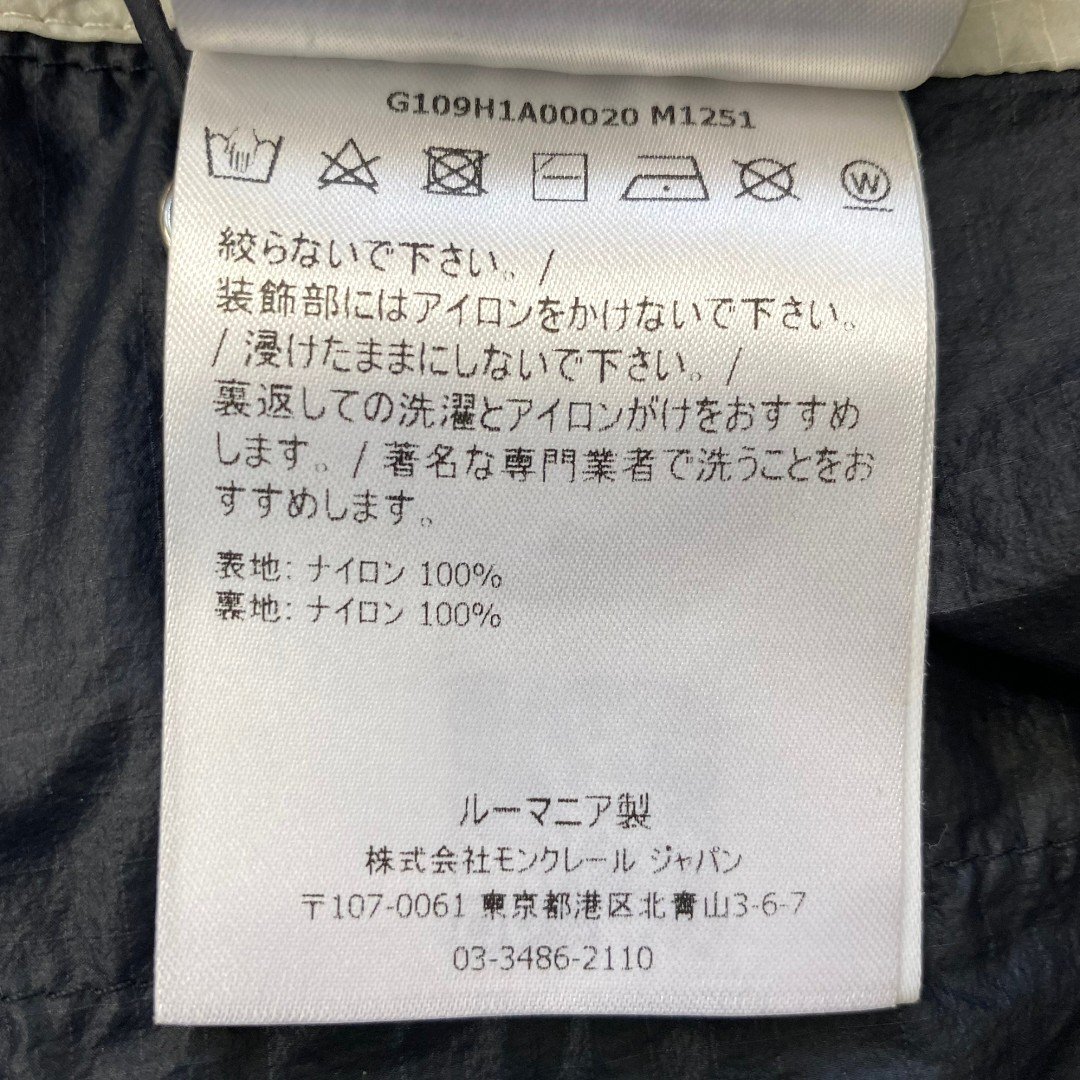 G109H1A00020 M1251
W
絞らないで下さい。/
装飾部にはアイロンをかけないで下さい。
/ 浸けたままにしないで下さい。/
裏返しての洗濯とアイロンがけをおすすめ
します。/ 著名な専門業者で洗うことをお
すすめします。
表地: ナイロン 100%
裏地: ナイロン 100%
ルーマニア製
株式会社モンクレール ジャパン
〒107-0061 東京都港区北青山3-6-7
03-3486-2110